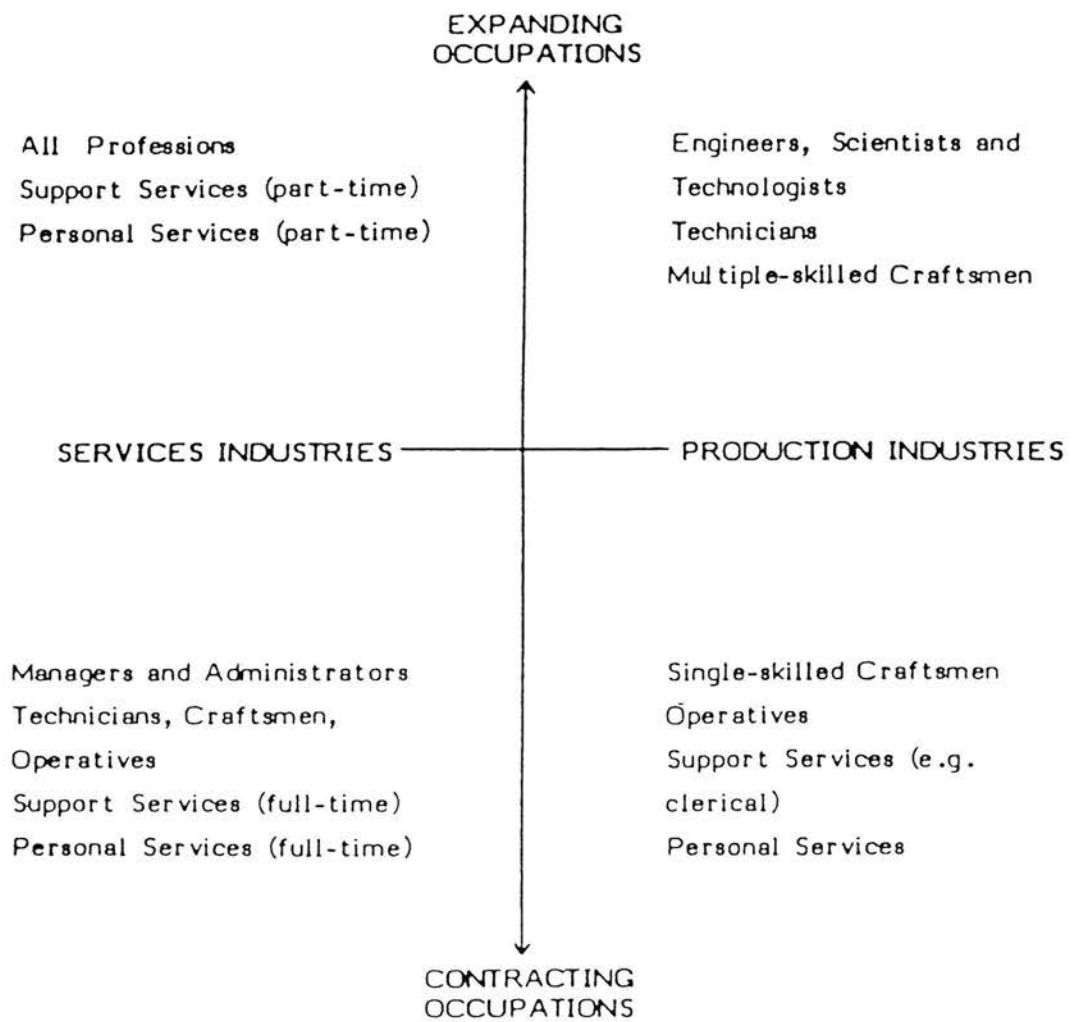 EXPANDING
OCCUPATIONS
All Professions
Support Services (part-time)
Personal Services (part-time)
Engineers, Scientists and
Technologists
Technicians
Multiple-skilled Craftsmen
SERVICES INDUSTRIES
PRODUCTION INDUSTRIES
Managers and Administrators
Technicians, Craftsmen,
Operatives
Support Services (full-time)
Personal Services (full-time)
Single-skilled Craftsmen
Operatives
Support Services (e.g.
clerical)
Personal Services
CONTRACTING
OCCUPATIONS